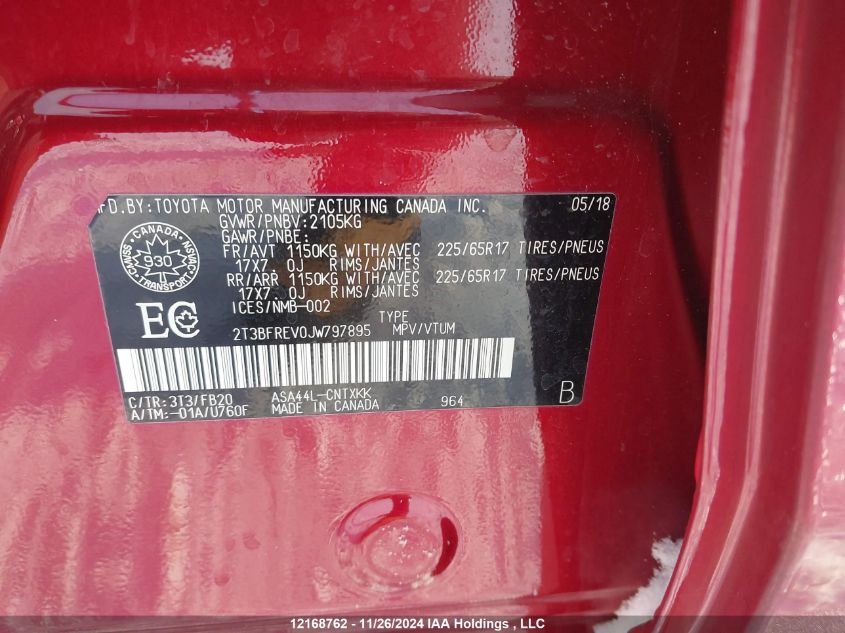 FD.BY:TOYOTA MOTOR MANUFACTURING CANADA INC. 05/18
GVWR/PNBV:2105KG
GAWR/PNBE:
FR/AVT 1150KG WITH/AVEC 225/65R17 TIRES/PNEUS
17X7.0J RIMS/JANTES
RR/ARR 1150KG WITH/AVEC 225/65R17 TIRES/PNEUS
17X7.0J RIMS/JANTES
ICES/NMB-002
CANADA
930
TRANSPORT
EC
TYPE
2T3BFREV0JW797895 MPV/VTUM
C/TR:3T3/FB20 ASA44L-CNTXKK
A/TM:-01A/U760F MADE IN CANADA 964
B
12168762 - 11/26/2024 IAA Holdings , LLC